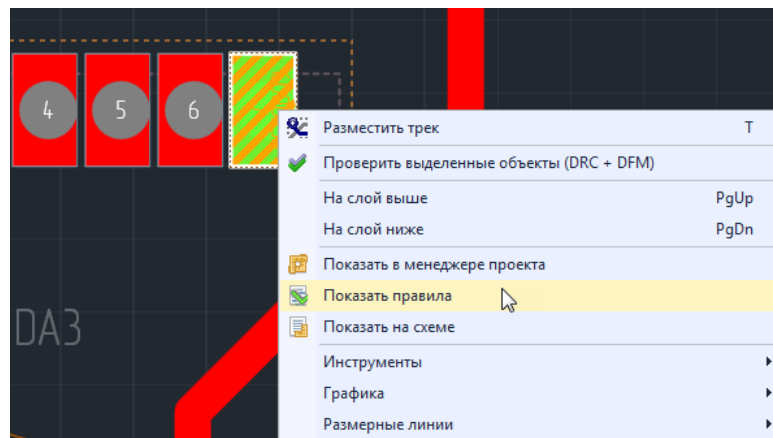 4 5 6
Разместить трек T
Проверить выделенные объекты (DRC + DFM)
На слой выше PgUp
На слой ниже PgDn
Показать в менеджере проекта
Показать правила
Показать на схеме
DA3
Инструменты
Графика
Размерные линии